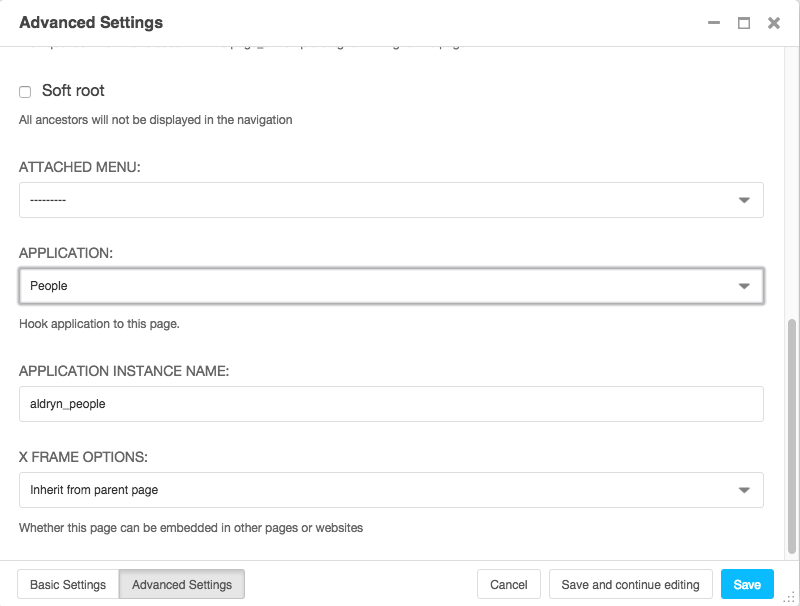 Advanced Settings
Soft root
All ancestors will not be displayed in the navigation
ATTACHED MENU:
---------
APPLICATION:
People
Hook application to this page.
APPLICATION INSTANCE NAME:
aldryn_people
X FRAME OPTIONS:
Inherit from parent page
Whether this page can be embedded in other pages or websites
Basic Settings Advanced Settings Cancel Save and continue editing Save